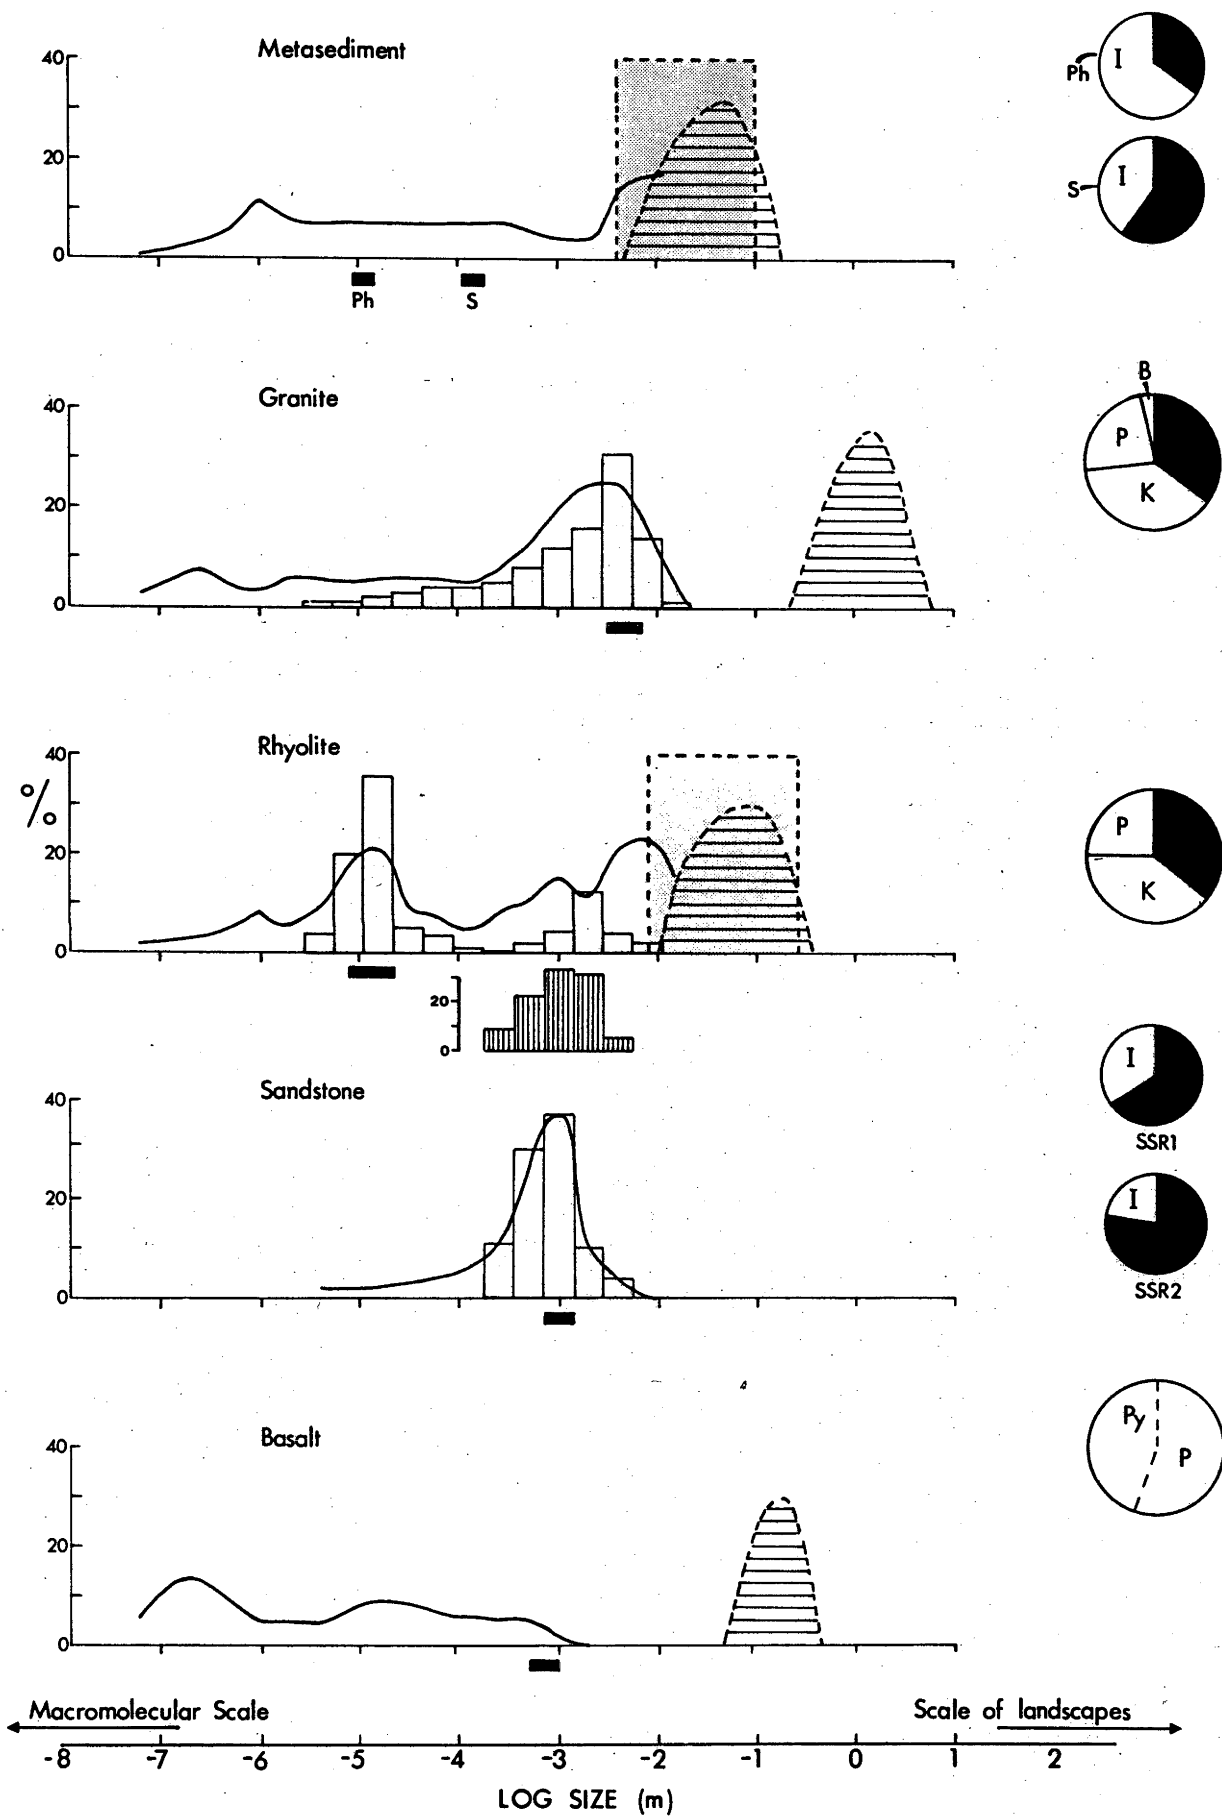 Metasediment
40
20
0
Ph
S
Ph
I
S
I
Granite
40
20
0
B
P
K
Rhyolite
40
%
20
0
20
0
P
K
Sandstone
40
20
0
I
SSR1
I
SSR2
Basalt
40
20
0
Py
P
Macromolecular Scale
Scale of landscapes
-8 -7 -6 -5 -4 -3 -2 -1 0 1 2
LOG SIZE (m)